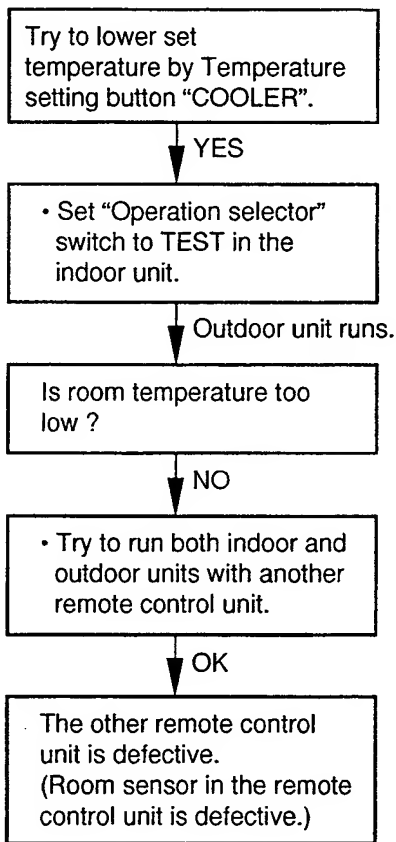 Try to lower set
temperature by Temperature
setting button “COOLER”.
YES
• Set “Operation selector”
switch to TEST in the
indoor unit.
Outdoor unit runs.
Is room temperature too
low ?
NO
• Try to run both indoor and
outdoor units with another
remote control unit.
OK
The other remote control
unit is defective.
(Room sensor in the remote
control unit is defective.)